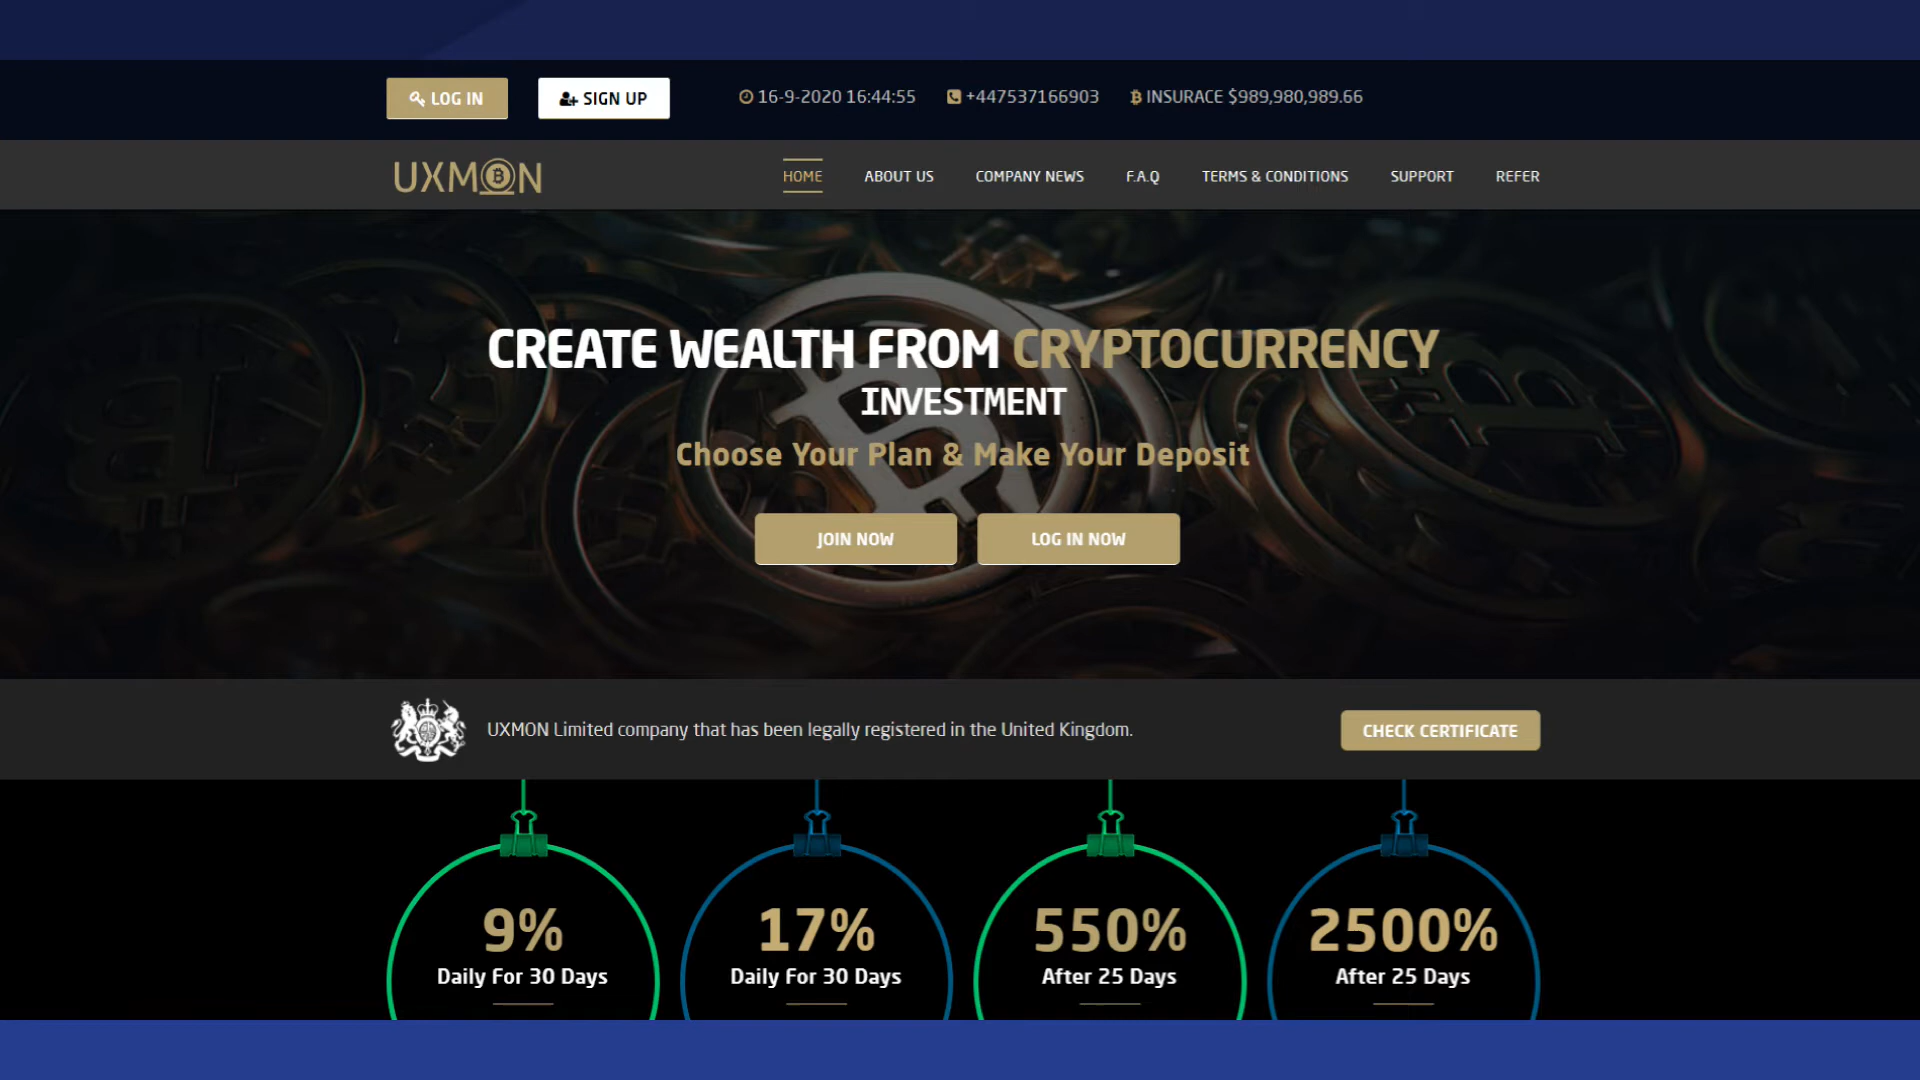 LOG IN
SIGN UP
16-9-2020 16:44:55
+447537166903
INSURACE $989,980,989.66
UXMON
HOME
ABOUT US
COMPANY NEWS
F.A.Q
TERMS & CONDITIONS
SUPPORT
REFER
CREATE WEALTH FROM CRYPTOCURRENCY
INVESTMENT
Choose Your Plan & Make Your Deposit
JOIN NOW
LOG IN NOW
UXMON Limited company that has been legally registered in the United Kingdom.
CHECK CERTIFICATE
9%
Daily For 30 Days
17%
Daily For 30 Days
550%
After 25 Days
2500%
After 25 Days